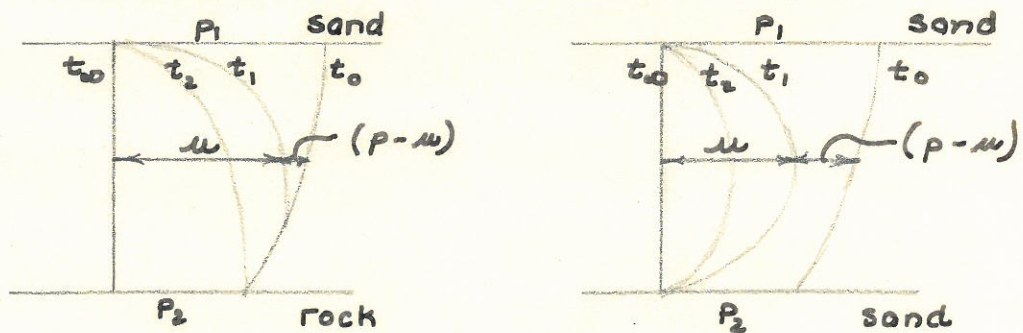 P₁ sand
t∞ t₂ t₁ t₀
u (p-u)
P₂ rock
P₁ sand
t∞ t₂ t₁ t₀
u (p-u)
P₂ sand